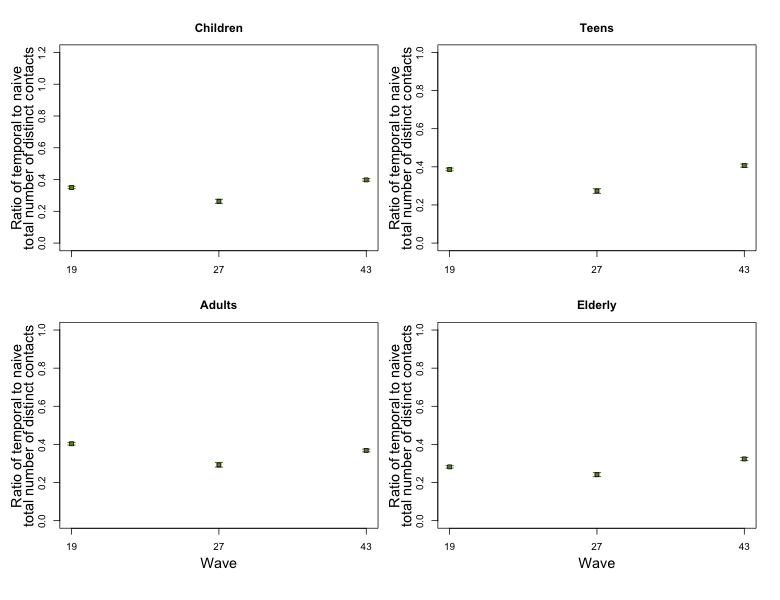 Children
Ratio of temporal to naive
total number of distinct contacts
0.0 0.2 0.4 0.6 0.8 1.0 1.2
19 27 43
Teens
Ratio of temporal to naive
total number of distinct contacts
0.0 0.2 0.4 0.6 0.8 1.0
19 27 43
Adults
Ratio of temporal to naive
total number of distinct contacts
0.0 0.2 0.4 0.6 0.8 1.0
19 27 43
Wave
Elderly
Ratio of temporal to naive
total number of distinct contacts
0.0 0.2 0.4 0.6 0.8 1.0
19 27 43
Wave